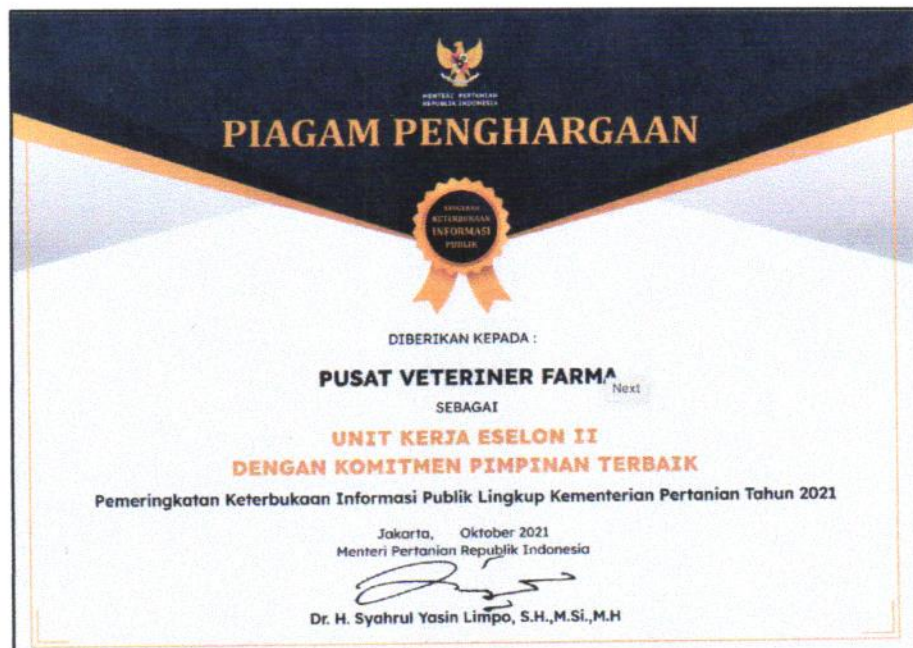 MENTERI PERTANIAN
REPUBLIK INDONESIA
PIAGAM PENGHARGAAN
ANUGERAH
KETERBUKAAN
INFORMASI
PUBLIK
DIBERIKAN KEPADA :
PUSAT VETERINER FARMA
Next
SEBAGAI
UNIT KERJA ESELON II
DENGAN KOMITMEN PIMPINAN TERBAIK
Pemeringkatan Keterbukaan Informasi Publik Lingkup Kementerian Pertanian Tahun 2021
Jakarta, Oktober 2021
Menteri Pertanian Republik Indonesia
Dr. H. Syahrul Yasin Limpo, S.H.,M.Si.,M.H